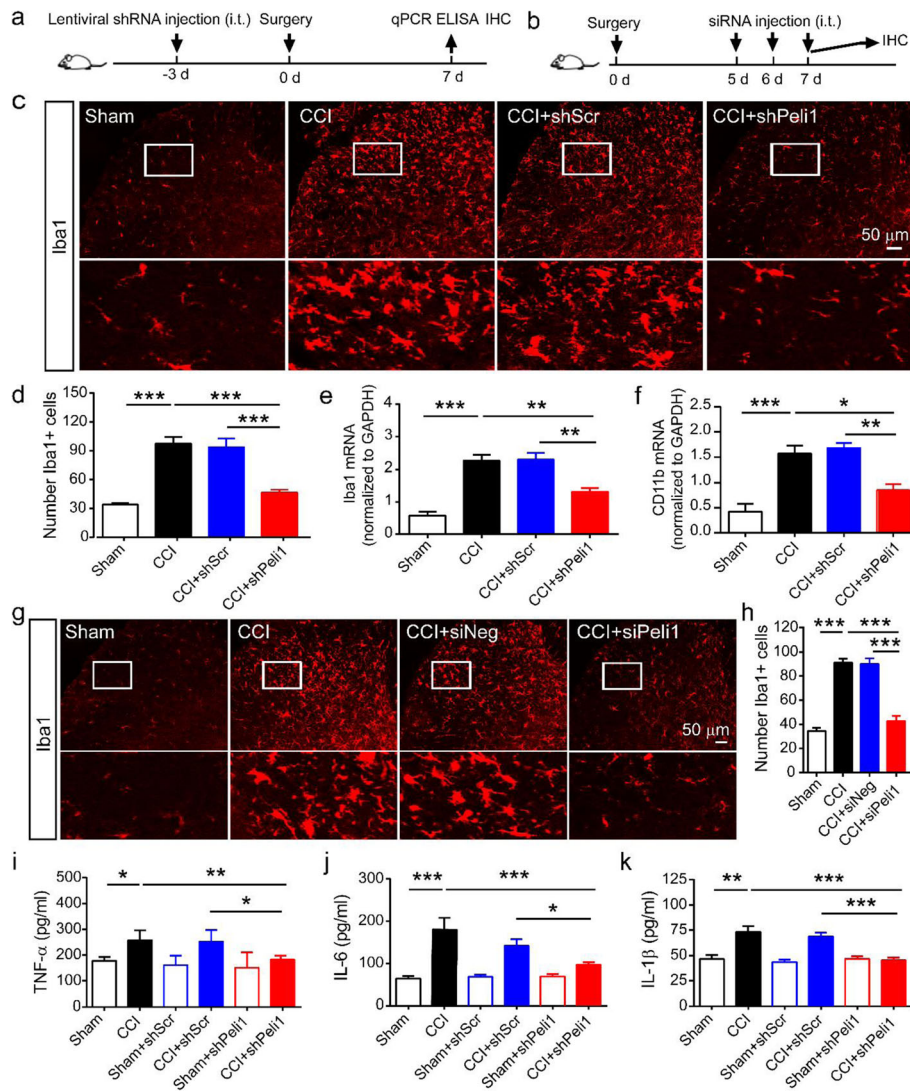 a
Lentiviral shRNA injection (i.t.) Surgery qPCR ELISA IHC
-3 d 0 d 7 d
b
Surgery siRNA injection (i.t.) IHC
0 d 5 d 6 d 7 d
c
Sham CCI CCI+shScr CCI+shPeli1
Iba1
50 μm
d
Number Iba1+ cells
150
120
90
60
30
0
*** ***
***
Sham CCI CCI+shScr CCI+shPeli1
e
Iba1 mRNA
(normalized to GAPDH)
4
3
2
1
0
*** **
**
Sham CCI CCI+shScr CCI+shPeli1
f
CD11b mRNA
(normalized to GAPDH)
2.5
2.0
1.5
1.0
0.5
0.0
*** *
**
Sham CCI CCI+shScr CCI+shPeli1
g
Sham CCI CCI+siNeg CCI+siPeli1
Iba1
50 μm
h
Number Iba1+ cells
120
100
80
60
40
20
0
*** ***
***
Sham CCI CCI+siNeg CCI+siPeli1
i
TNF-α (pg/ml)
500
400
300
200
100
0
* **
*
Sham CCI Sham+shScr CCI+shScr Sham+shPeli1 CCI+shPeli1
j
IL-6 (pg/ml)
300
200
100
0
*** ***
*
Sham CCI Sham+shScr CCI+shScr Sham+shPeli1 CCI+shPeli1
k
IL-1β (pg/ml)
150
125
100
75
50
25
0
** ***
***
Sham CCI Sham+shScr CCI+shScr Sham+shPeli1 CCI+shPeli1